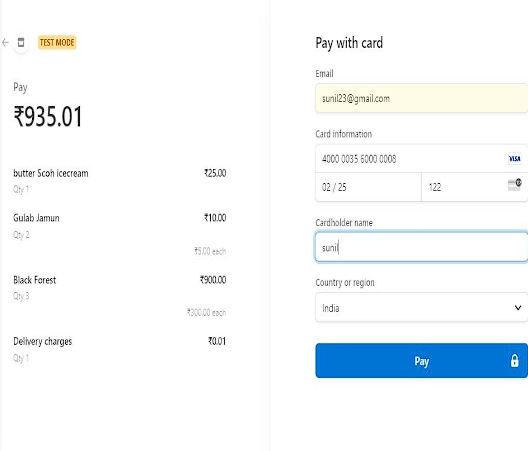 TEST MODE
Pay
₹935.01
butter Scoh icecream ₹25.00
Qty 1
Gulab Jamun ₹10.00
Qty 2
₹5.00 each
Black Forest ₹900.00
Qty 3
₹300.00 each
Delivery charges ₹0.01
Qty 1
Pay with card
Email
sunil23@gmail.com
Card information
4000 0035 6000 0008 VISA
02 / 25 122
Cardholder name
sunil
Country or region
India
Pay